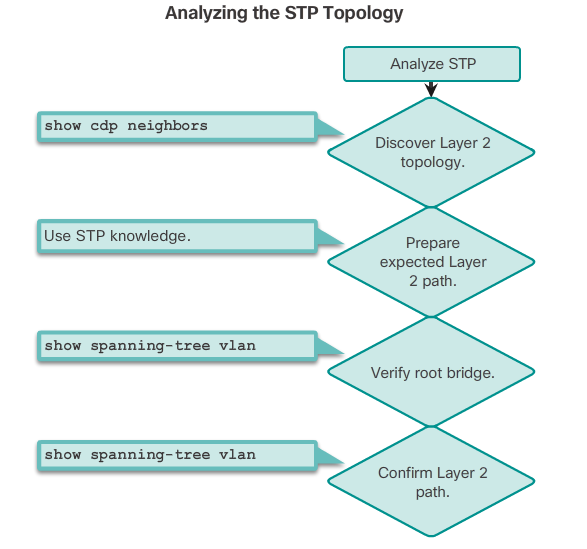 Analyzing the STP Topology
Analyze STP
show cdp neighbors
Discover Layer 2
topology.
Use STP knowledge.
Prepare
expected Layer
2 path.
show spanning-tree vlan
Verify root bridge.
show spanning-tree vlan
Confirm Layer 2
path.